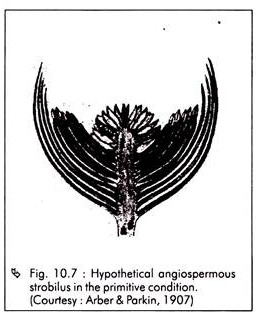 Fig. 10.7 : Hypothetical angiospermous
strobilus in the primitive condition.
(Courtesy : Arber & Parkin, 1907)